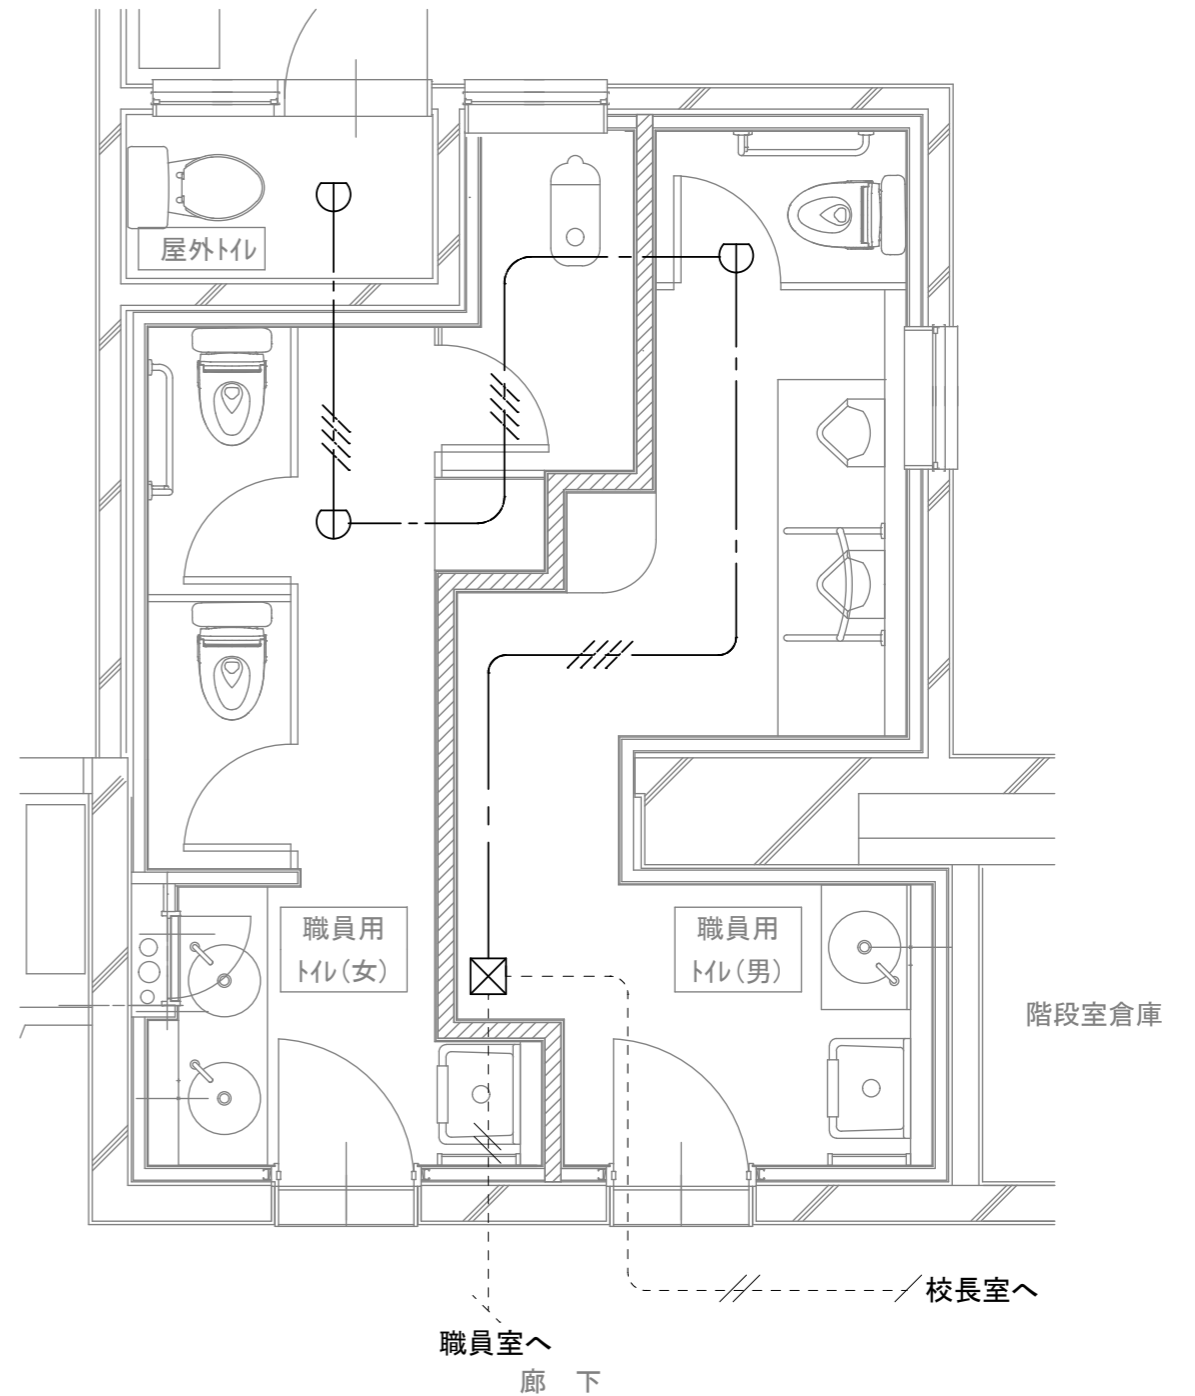 屋外トイレ
職員用
トイレ(女)
職員用
トイレ(男)
階段室倉庫
校長室へ
職員室へ
廊　下